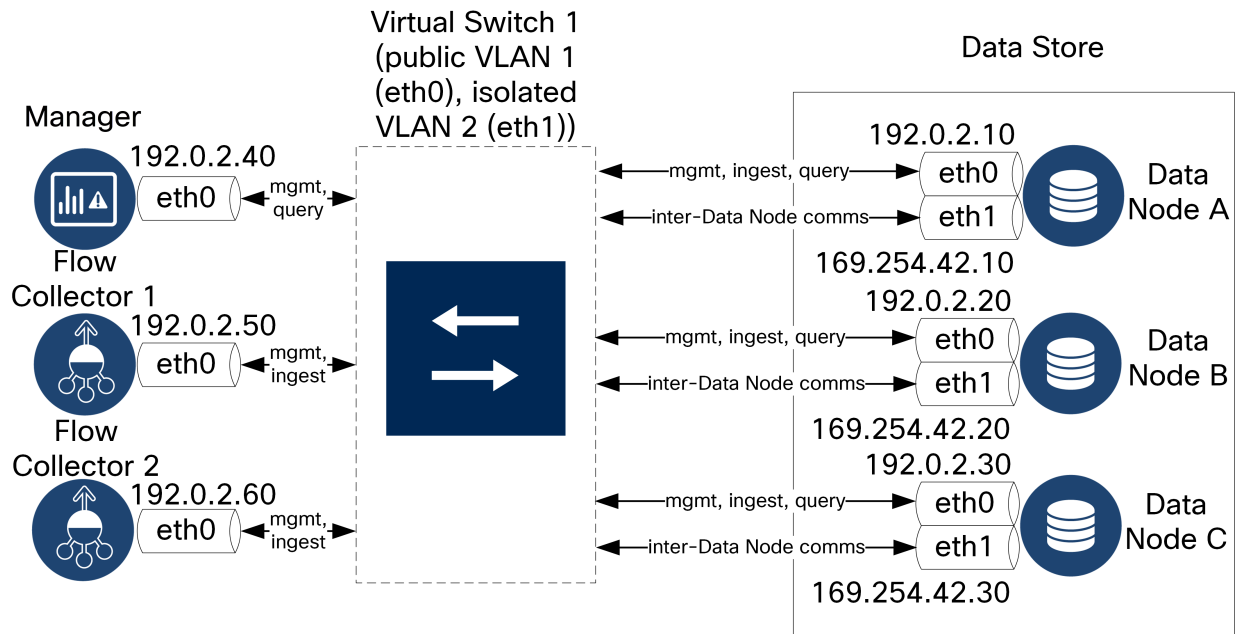 Virtual Switch 1
(public VLAN 1
(eth0), isolated
VLAN 2 (eth1))
Data Store
Manager
192.0.2.40
eth0
mgmt,
query
Flow
Collector 1
192.0.2.50
eth0
mgmt,
ingest
Flow
Collector 2
192.0.2.60
eth0
mgmt,
ingest
192.0.2.10
mgmt, ingest, query
eth0
inter-Data Node comms
eth1
Data
Node A
169.254.42.10
192.0.2.20
mgmt, ingest, query
eth0
inter-Data Node comms
eth1
Data
Node B
169.254.42.20
192.0.2.30
mgmt, ingest, query
eth0
inter-Data Node comms
eth1
Data
Node C
169.254.42.30